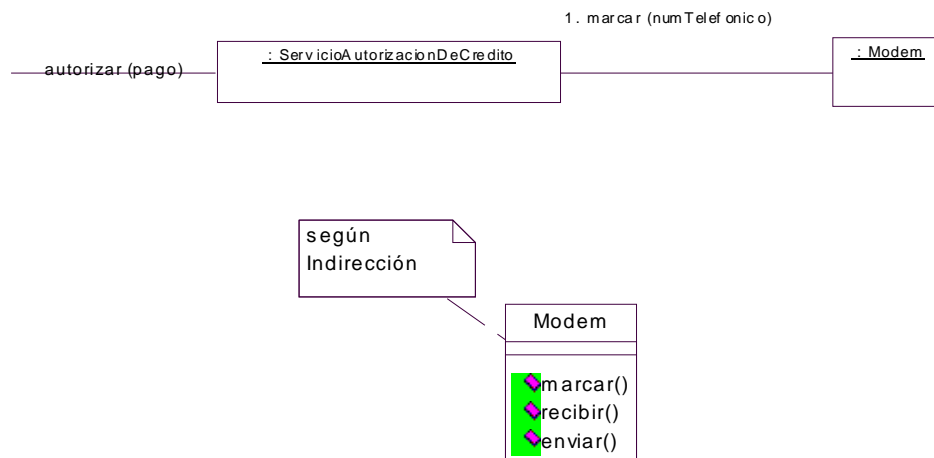 1. marcar (numTelefonico)
: ServicioAutorizacionDeCredito
: Modem
autorizar (pago)
según
Indirección
Modem
marcar()
recibir()
enviar()